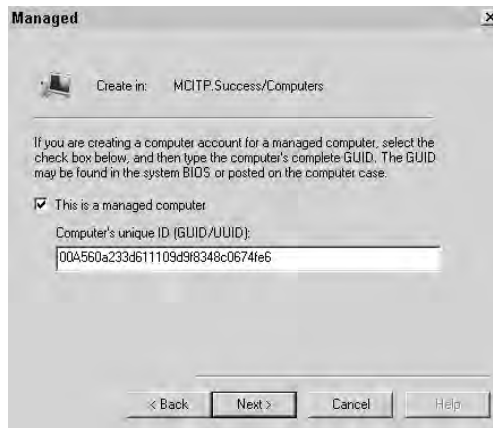 Managed
Create in: MCITP.Success/Computers
If you are creating a computer account for a managed computer, select the
check box below, and then type the computer's complete GUID. The GUID
may be found in the system BIOS or posted on the computer case.
This is a managed computer
Computer's unique ID (GUID/UUID):
00A560a233d611109d9f8348c0674fe6
< Back Next > Cancel Help